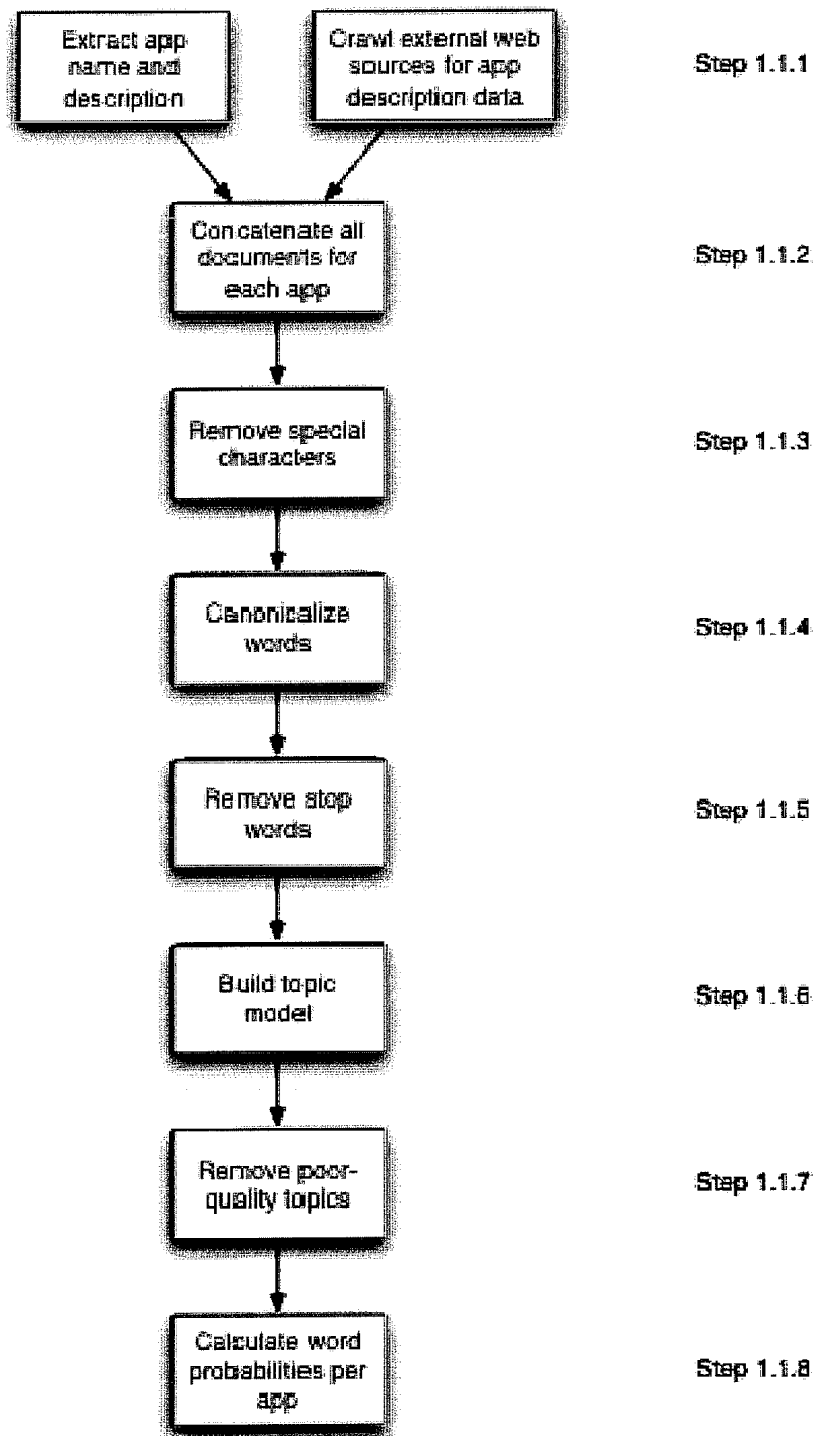 Extract app
name and
description
Crawl external web
sources for app
description data
Step 1.1.1
Concatenate all
documents for
each app
Step 1.1.2
Remove special
characters
Step 1.1.3
Canonicalize
words
Step 1.1.4
Remove stop
words
Step 1.1.5
Build topic
model
Step 1.1.6
Remove poor-
quality topics
Step 1.1.7
Calculate word
probabilities per
app
Step 1.1.8